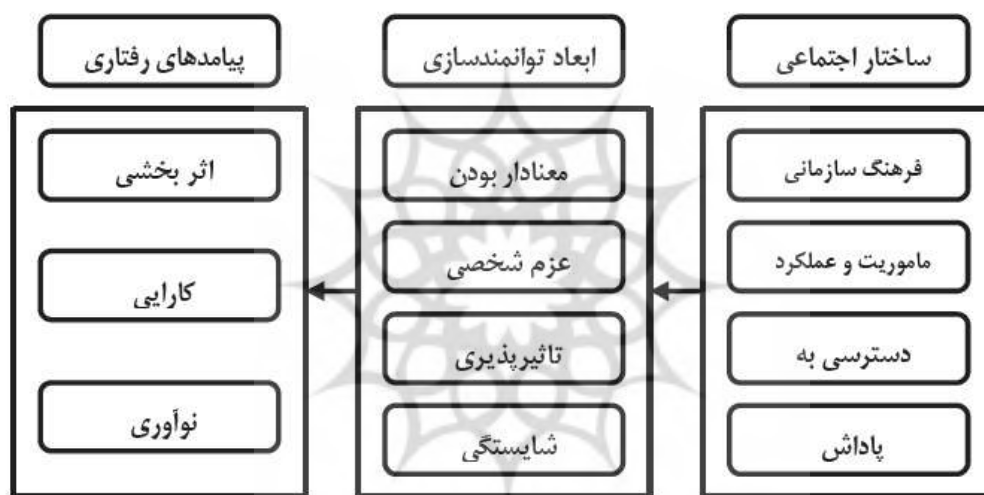 ساختار اجتماعی
ابعاد توانمندسازی
پیامدهای رفتاری
فرهنگ سازمانی
ماموریت و عملکرد
دسترسی به
پاداش
معنادار بودن
عزم شخصی
تاثیرپذیری
شایستگی
اثر بخشی
کارایی
نوآوری